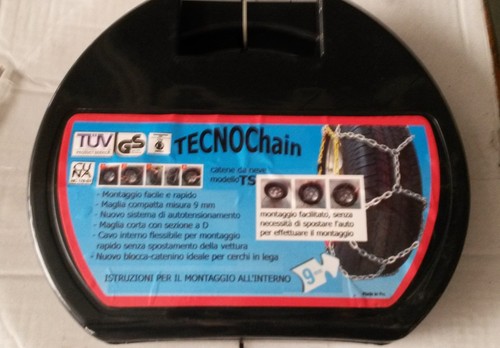 TÜV
GS
TECNOChain
CU
NA
catene da neve
modello TS
- Montaggio facile e rapido
- Maglia compatta misura 9 mm
- Nuovo sistema di autotensionamento
- Maglia corta con sezione a D
- Cavo interno flessibile per montaggio
rapido senza spostamento della vettura
- Nuovo blocca-catenino ideale per cerchi in lega
montaggio facilitato, senza
necessità di spostare l'auto
per effettuare il montaggio
9 mm
ISTRUZIONI PER IL MONTAGGIO ALL'INTERNO